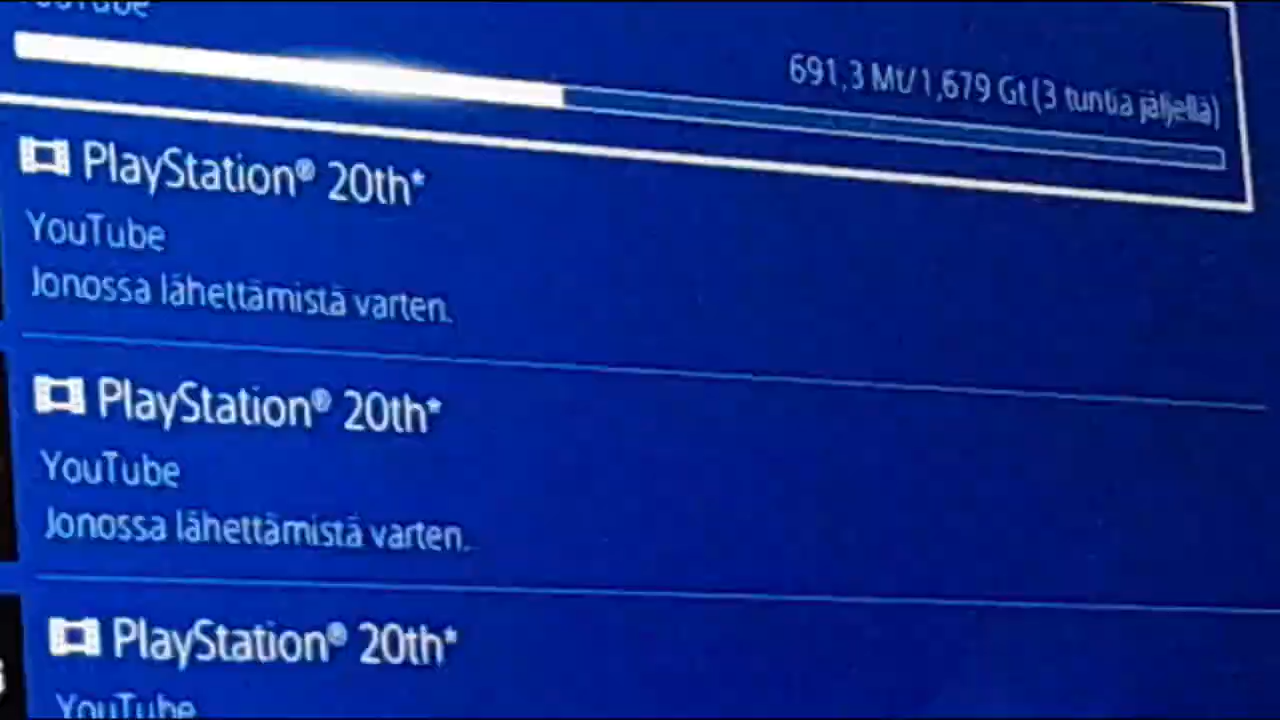 YouTube
691,3 Mt/1,679 Gt (3 tuntia jäljellä)
PlayStation® 20th*
YouTube
Jonossa lähettämistä varten.
PlayStation® 20th*
YouTube
Jonossa lähettämistä varten.
PlayStation® 20th*
YouTube